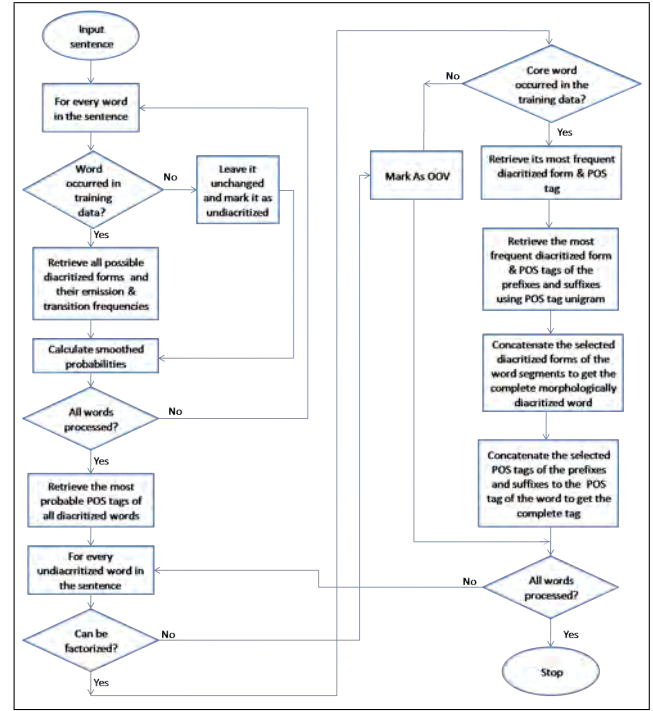 Input
sentence
For every word
in the sentence
Word
occurred in
training
data?
No
Leave it
unchanged
and mark it as
undiacritized
Yes
Retrieve all possible
diacritized forms and
their emission &
transition frequencies
Calculate smoothed
probabilities
All words
processed?
No
Yes
Retrieve the most
probable POS tags of
all diacritized words
For every
undiacrritized word in
the sentence
Can be
factorized?
No
Yes
Core word
occurred in the
training data?
No
Mark As OOV
Yes
Retrieve its most frequent
diacritized form & POS
tag
Retrieve the most
frequent diacritized form
& POS tags of the
prefixes and suffixes
using POS tag unigram
Concatenate the selected
diacritized forms of the
word segments to get the
complete morphologically
diacritized word
Concatenate the selected
POS tags of the prefixes
and suffixes to the POS
tag of the word to get the
complete tag
All words
processed?
No
Yes
Stop